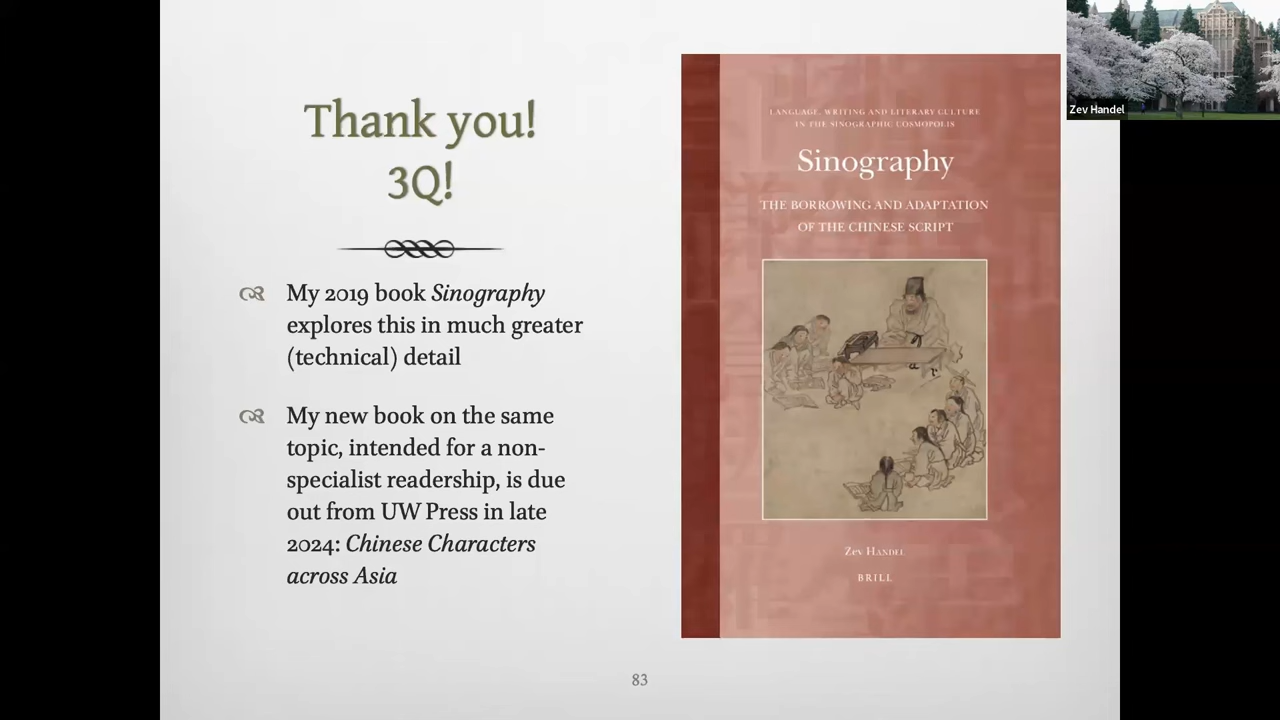 Thank you!
3Q!
My 2019 book Sinography
explores this in much greater
(technical) detail
My new book on the same
topic, intended for a non-
specialist readership, is due
out from UW Press in late
2024: Chinese Characters
across Asia
LANGUAGE, WRITING AND LITERARY CULTURE
IN THE SINOGRAPHIC COSMOPOLIS
Sinography
THE BORROWING AND ADAPTATION
OF THE CHINESE SCRIPT
Zev Handel
BRILL
83
Zev Handel